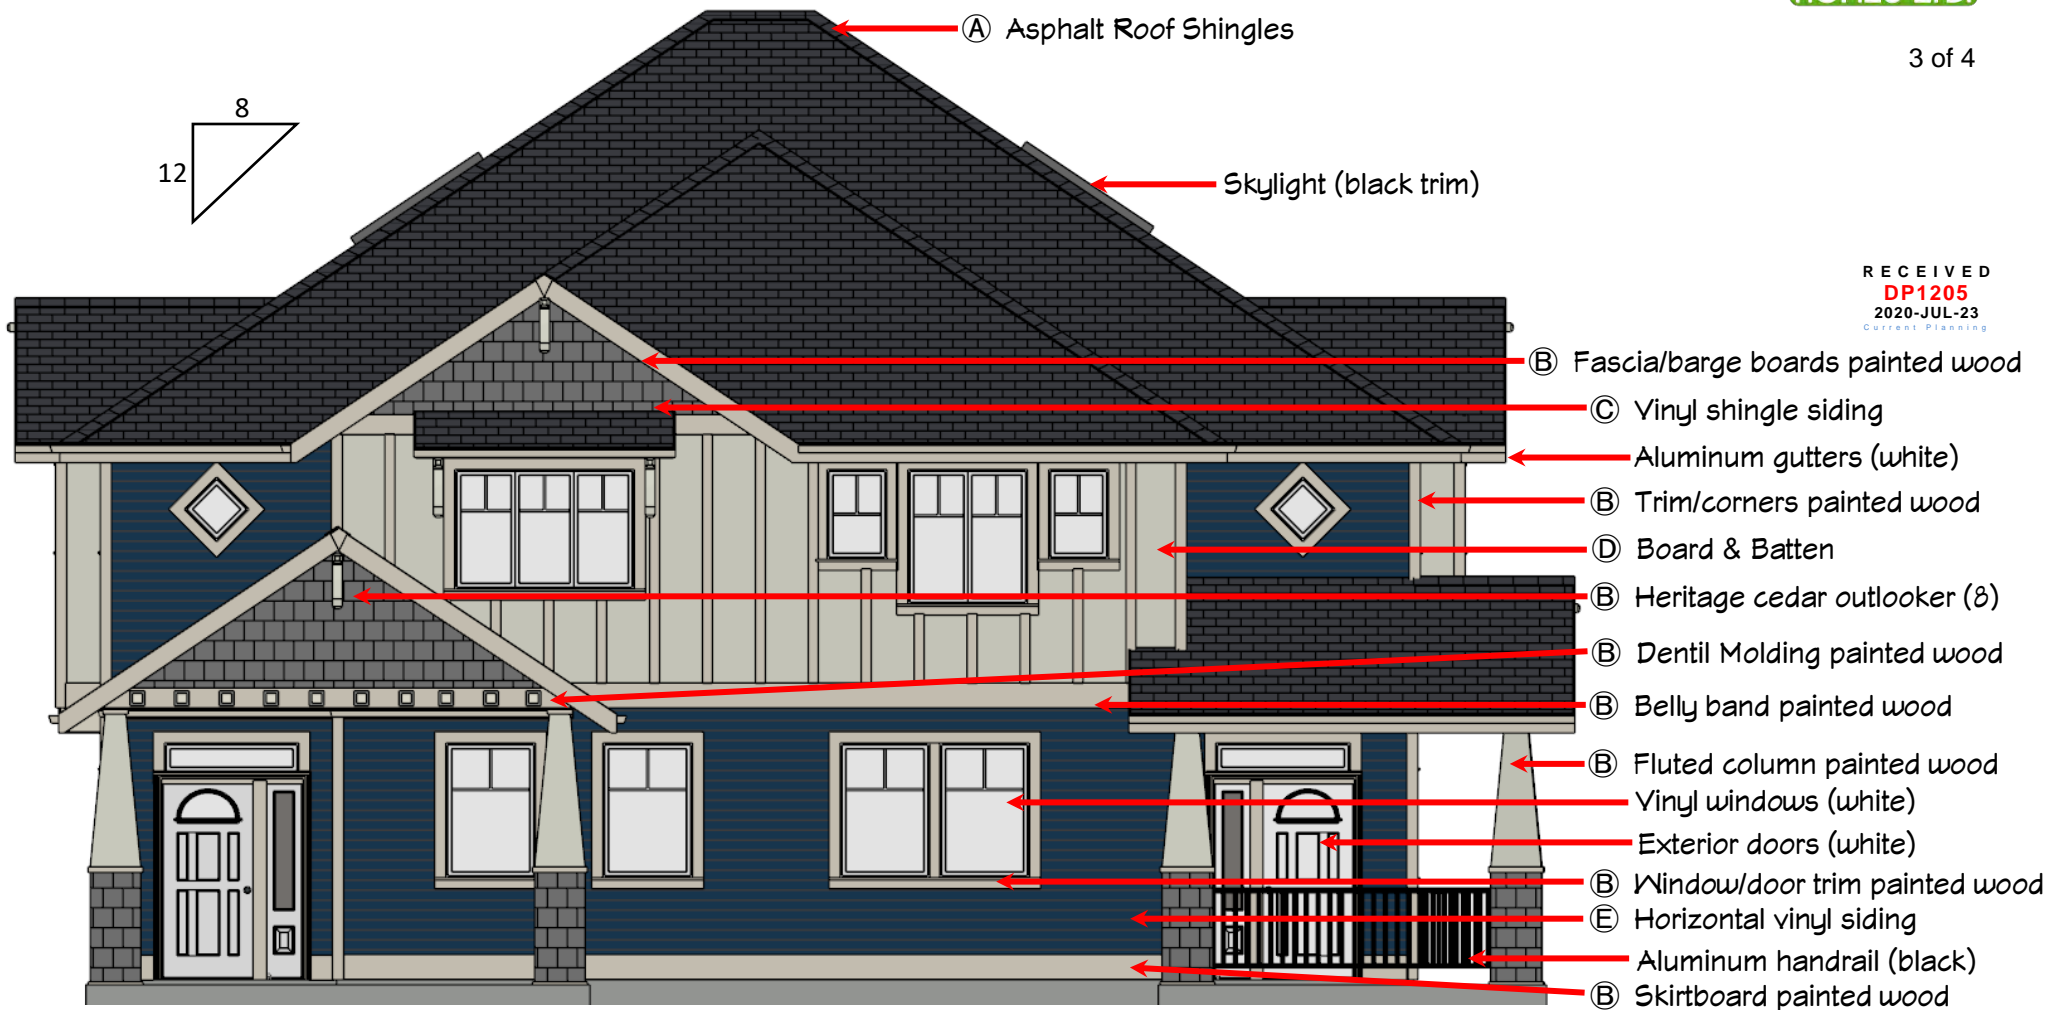 Ⓐ Asphalt Roof Shingles
3 of 4
8
12
Skylight (black trim)
RECEIVED
DP1205
2020-JUL-23
Current Planning
Ⓑ Fascia/barge boards painted wood
Ⓒ Vinyl shingle siding
Aluminum gutters (white)
Ⓑ Trim/corners painted wood
Ⓓ Board & Batten
Ⓑ Heritage cedar outlooker (8)
Ⓑ Dentil Molding painted wood
Ⓑ Belly band painted wood
Ⓑ Fluted column painted wood
Vinyl windows (white)
Exterior doors (white)
Ⓑ Window/door trim painted wood
Ⓔ Horizontal vinyl siding
Aluminum handrail (black)
Ⓑ Skirtboard painted wood